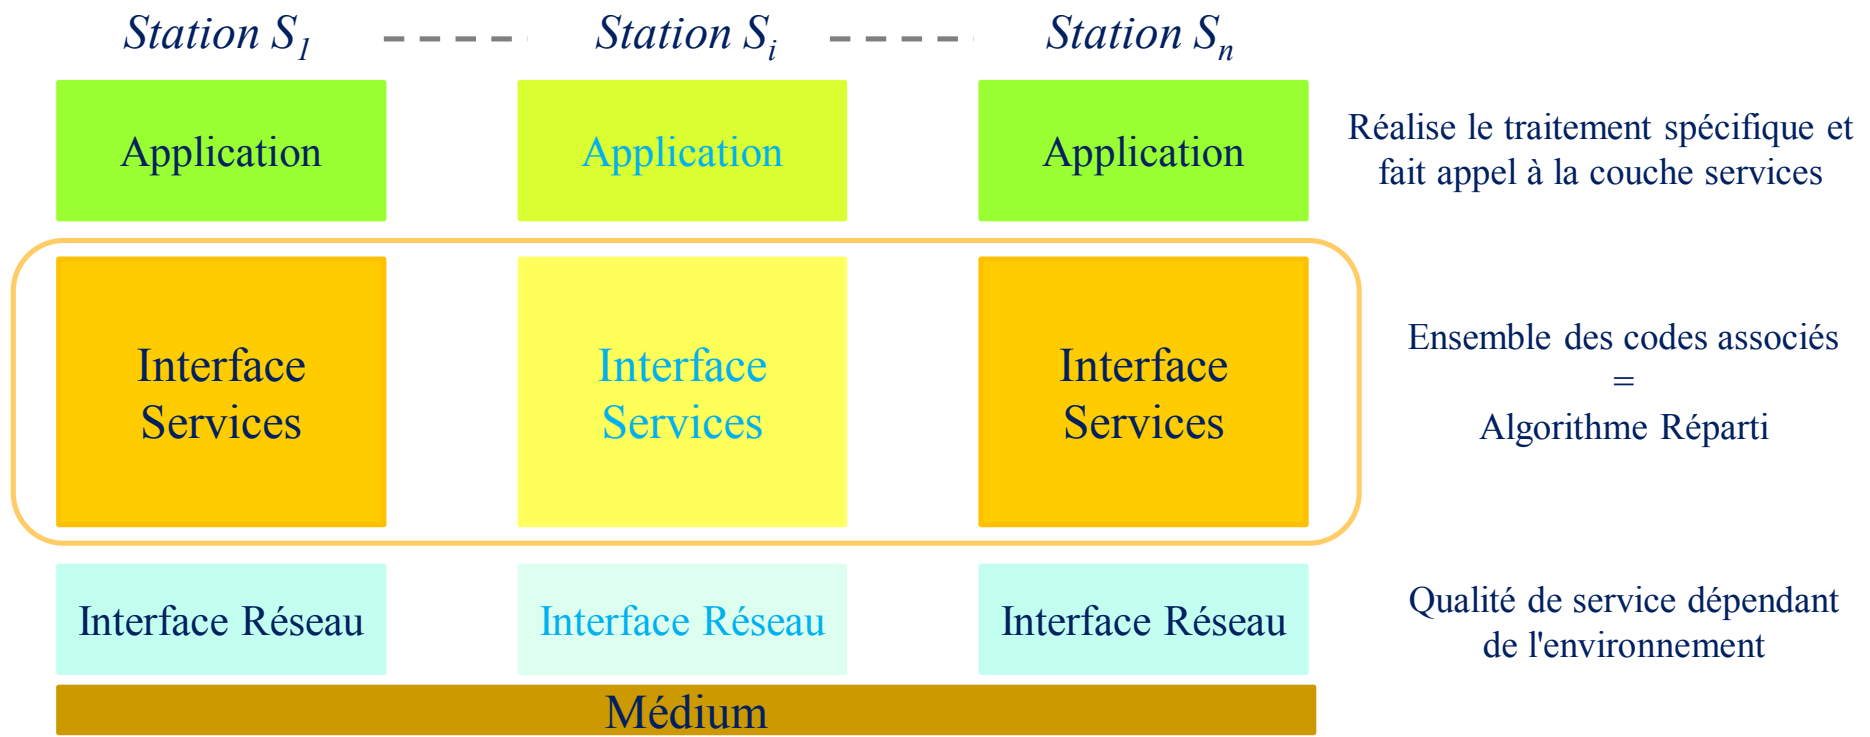 Station S1 Station Si Station Sn
Application Application Application
Réalise le traitement spécifique et
fait appel à la couche services
Interface Interface Interface
Services Services Services
Ensemble des codes associés
=
Algorithme Réparti
Interface Réseau Interface Réseau Interface Réseau
Qualité de service dépendant
de l'environnement
Médium